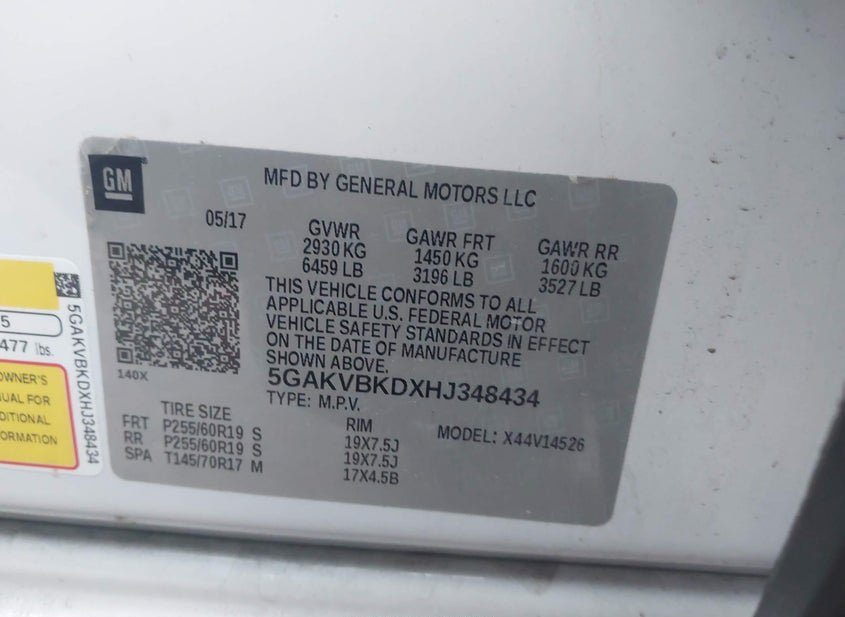 GM
MFD BY GENERAL MOTORS LLC
05/17
GVWR
2930 KG
6459 LB
GAWR FRT
1450 KG
3196 LB
GAWR RR
1600 KG
3527 LB
THIS VEHICLE CONFORMS TO ALL
APPLICABLE U.S. FEDERAL MOTOR
VEHICLE SAFETY STANDARDS IN EFFECT
ON THE DATE OF MANUFACTURE
SHOWN ABOVE.
140X
5GAKVBKDXHJ348434
TYPE: M.P.V.
TIRE SIZE
RIM
MODEL: X44V14526
FRT P255/60R19 S 19X7.5J
RR P255/60R19 S 19X7.5J
SPA T145/70R17 M 17X4.5B
5
477 lbs.
OWNER'S
FOR
5GAKVBKDXHJ348434